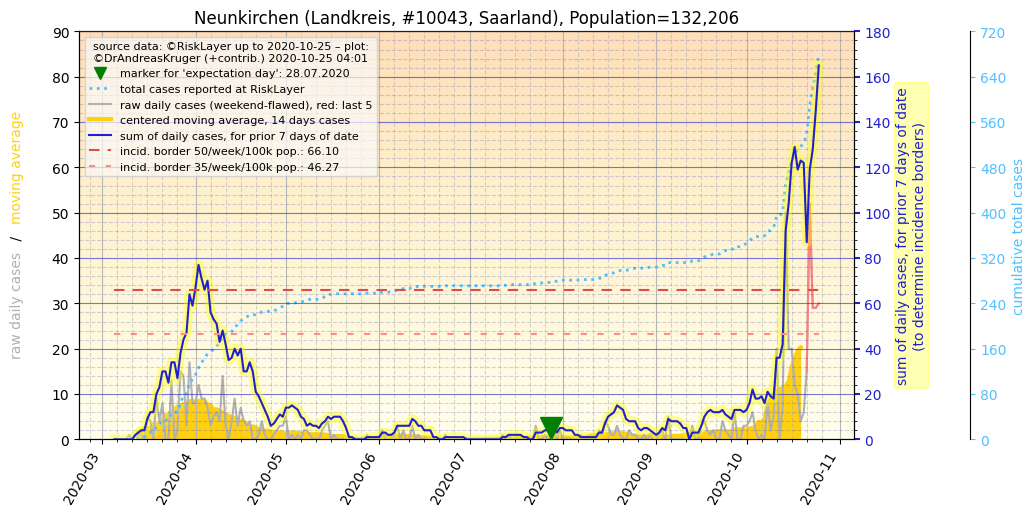 Neunkirchen (Landkreis, #10043, Saarland), Population=132,206
source data: ©RiskLayer up to 2020-10-25 – plot:
©DrAndreasKruger (+contrib.) 2020-10-25 04:01
marker for 'expectation day': 28.07.2020
total cases reported at RiskLayer
raw daily cases (weekend-flawed), red: last 5
centered moving average, 14 days cases
sum of daily cases, for prior 7 days of date
incid. border 50/week/100k pop.: 66.10
incid. border 35/week/100k pop.: 46.27
raw daily cases / moving average
90
80
70
60
50
40
30
20
10
0
180
160
140
120
100
80
60
40
20
0
sum of daily cases, for prior 7 days of date
(to determine incidence borders)
720
640
560
480
400
320
240
160
80
0
cumulative total cases
2020-03
2020-04
2020-05
2020-06
2020-07
2020-08
2020-09
2020-10
2020-11